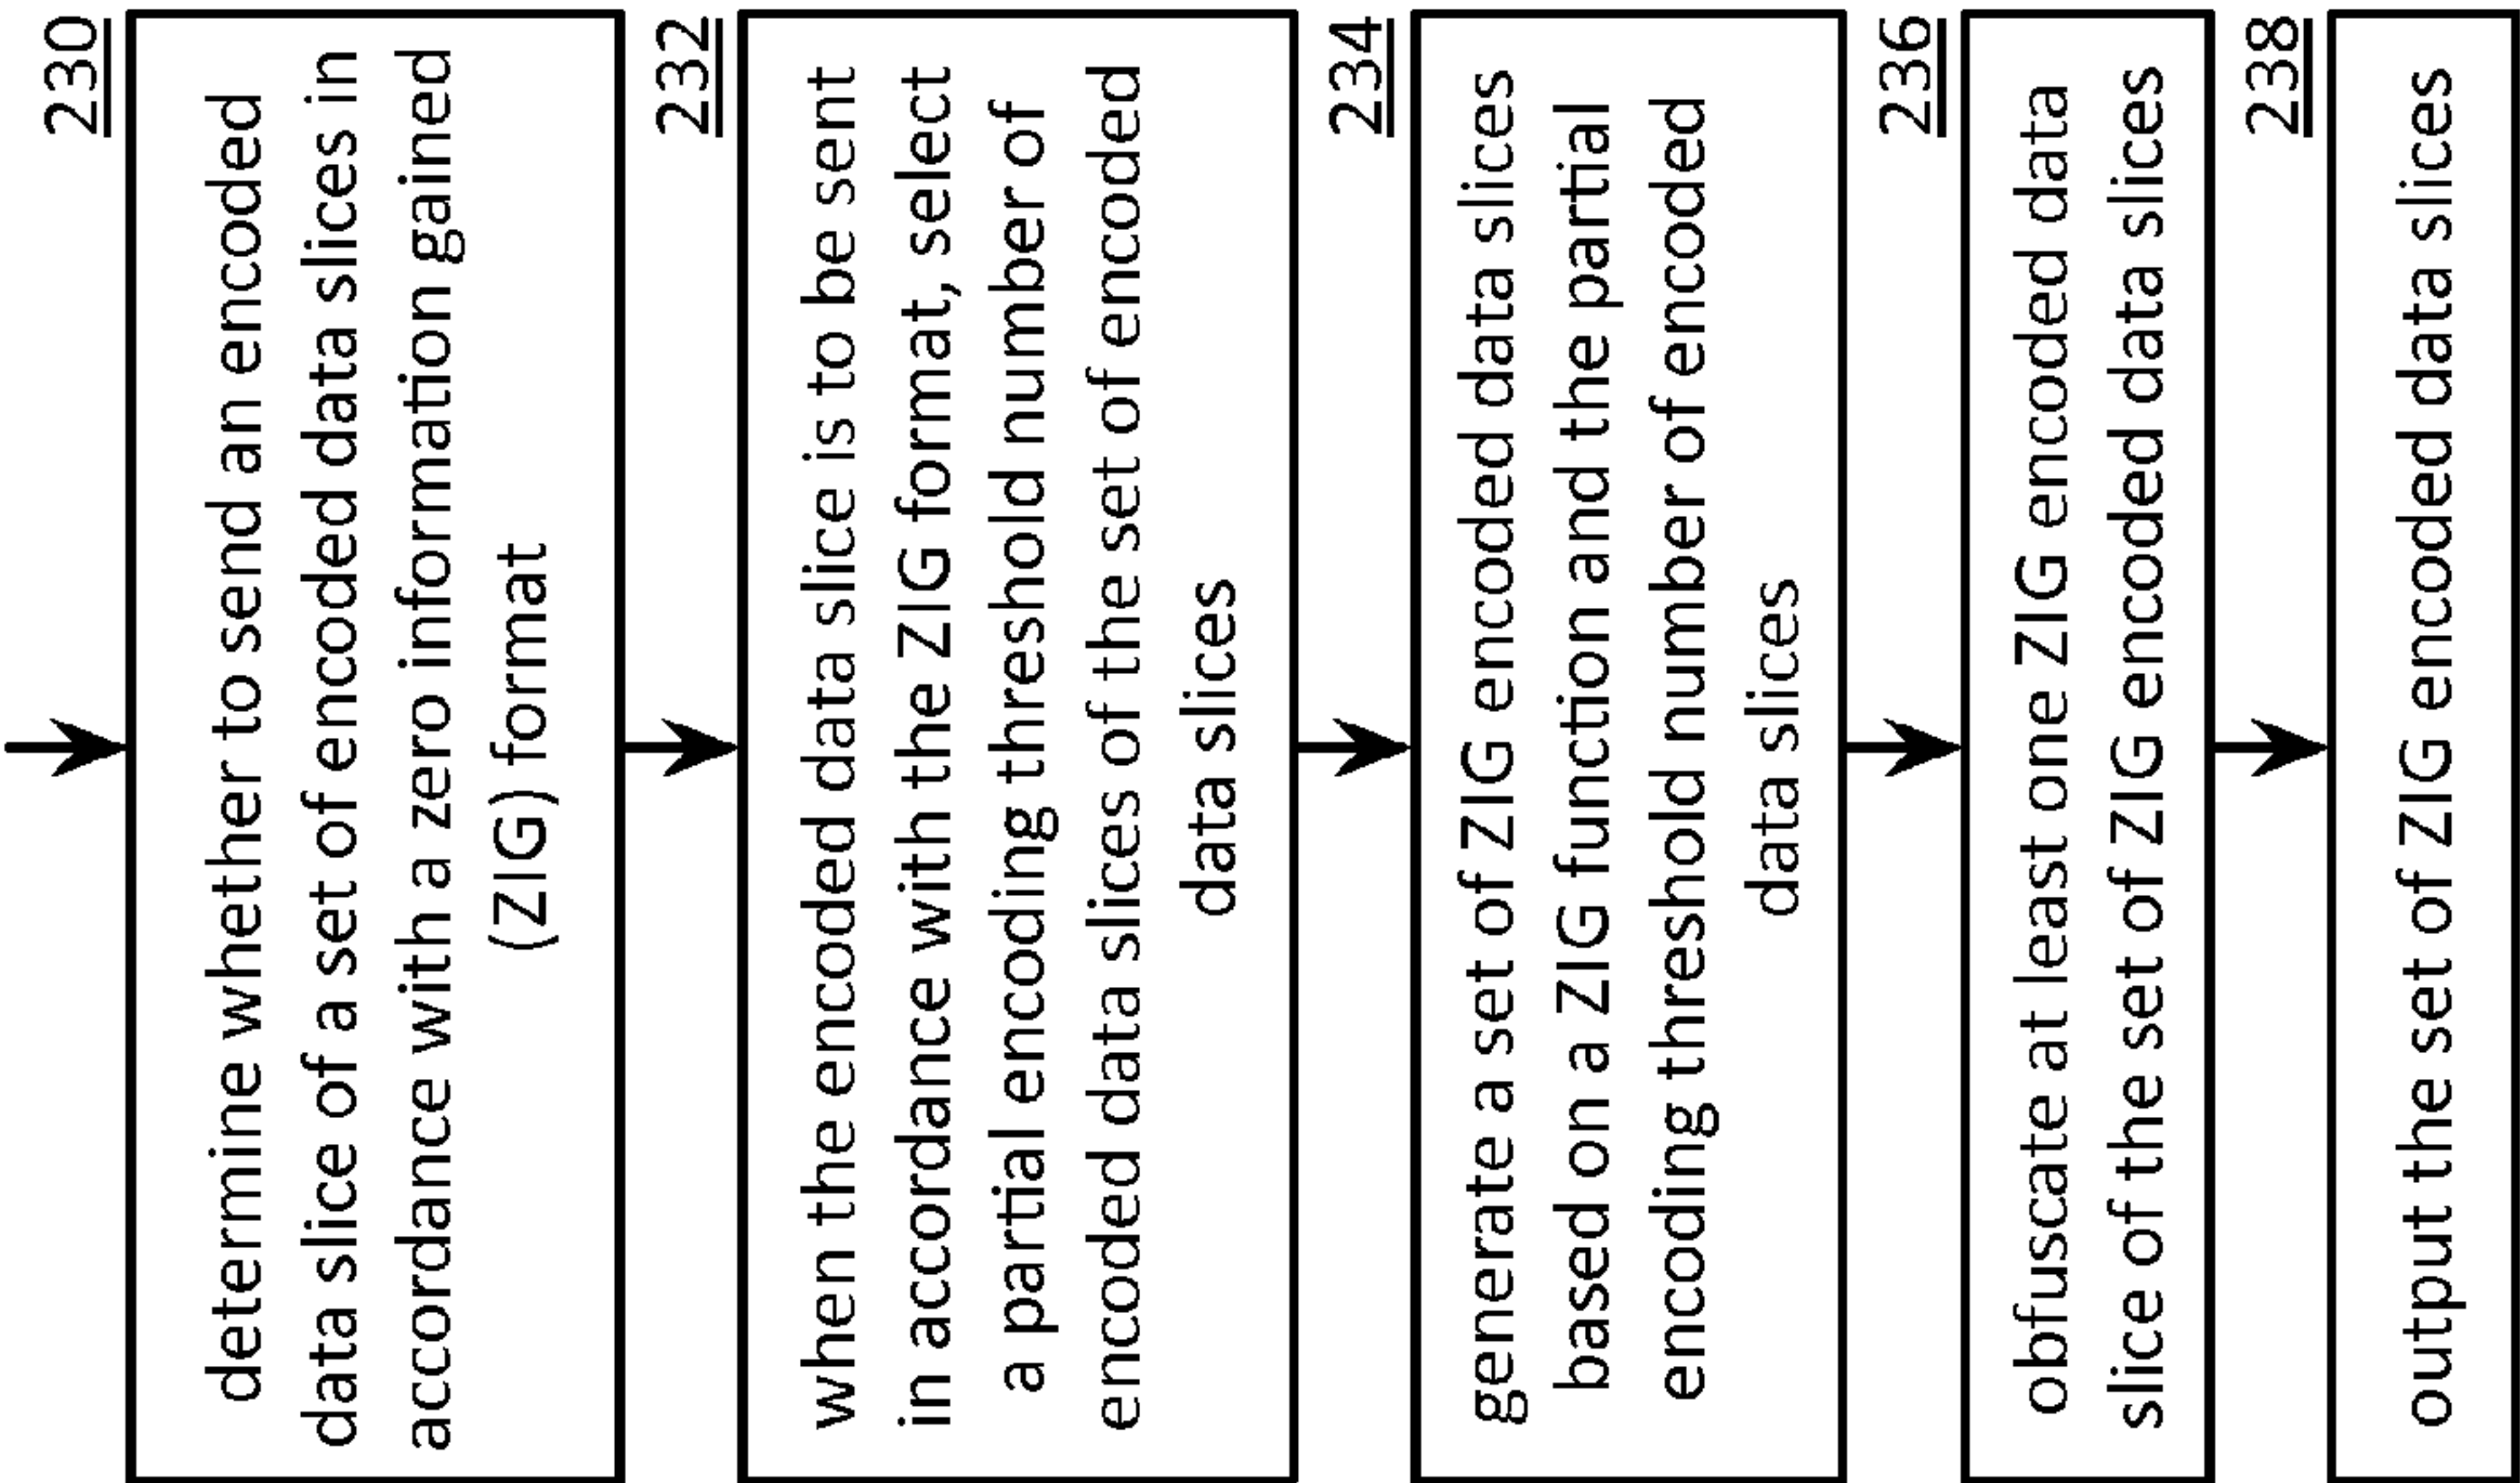 230
determine whether to send an encoded
data slice of a set of encoded data slices in
accordance with a zero information gained
(ZIG) format
232
when the encoded data slice is to be sent
in accordance with the ZIG format, select
a partial encoding threshold number of
encoded data slices of the set of encoded
data slices
234
generate a set of ZIG encoded data slices
based on a ZIG function and the partial
encoding threshold number of encoded
data slices
236
obfuscate at least one ZIG encoded data
slice of the set of ZIG encoded data slices
238
output the set of ZIG encoded data slices